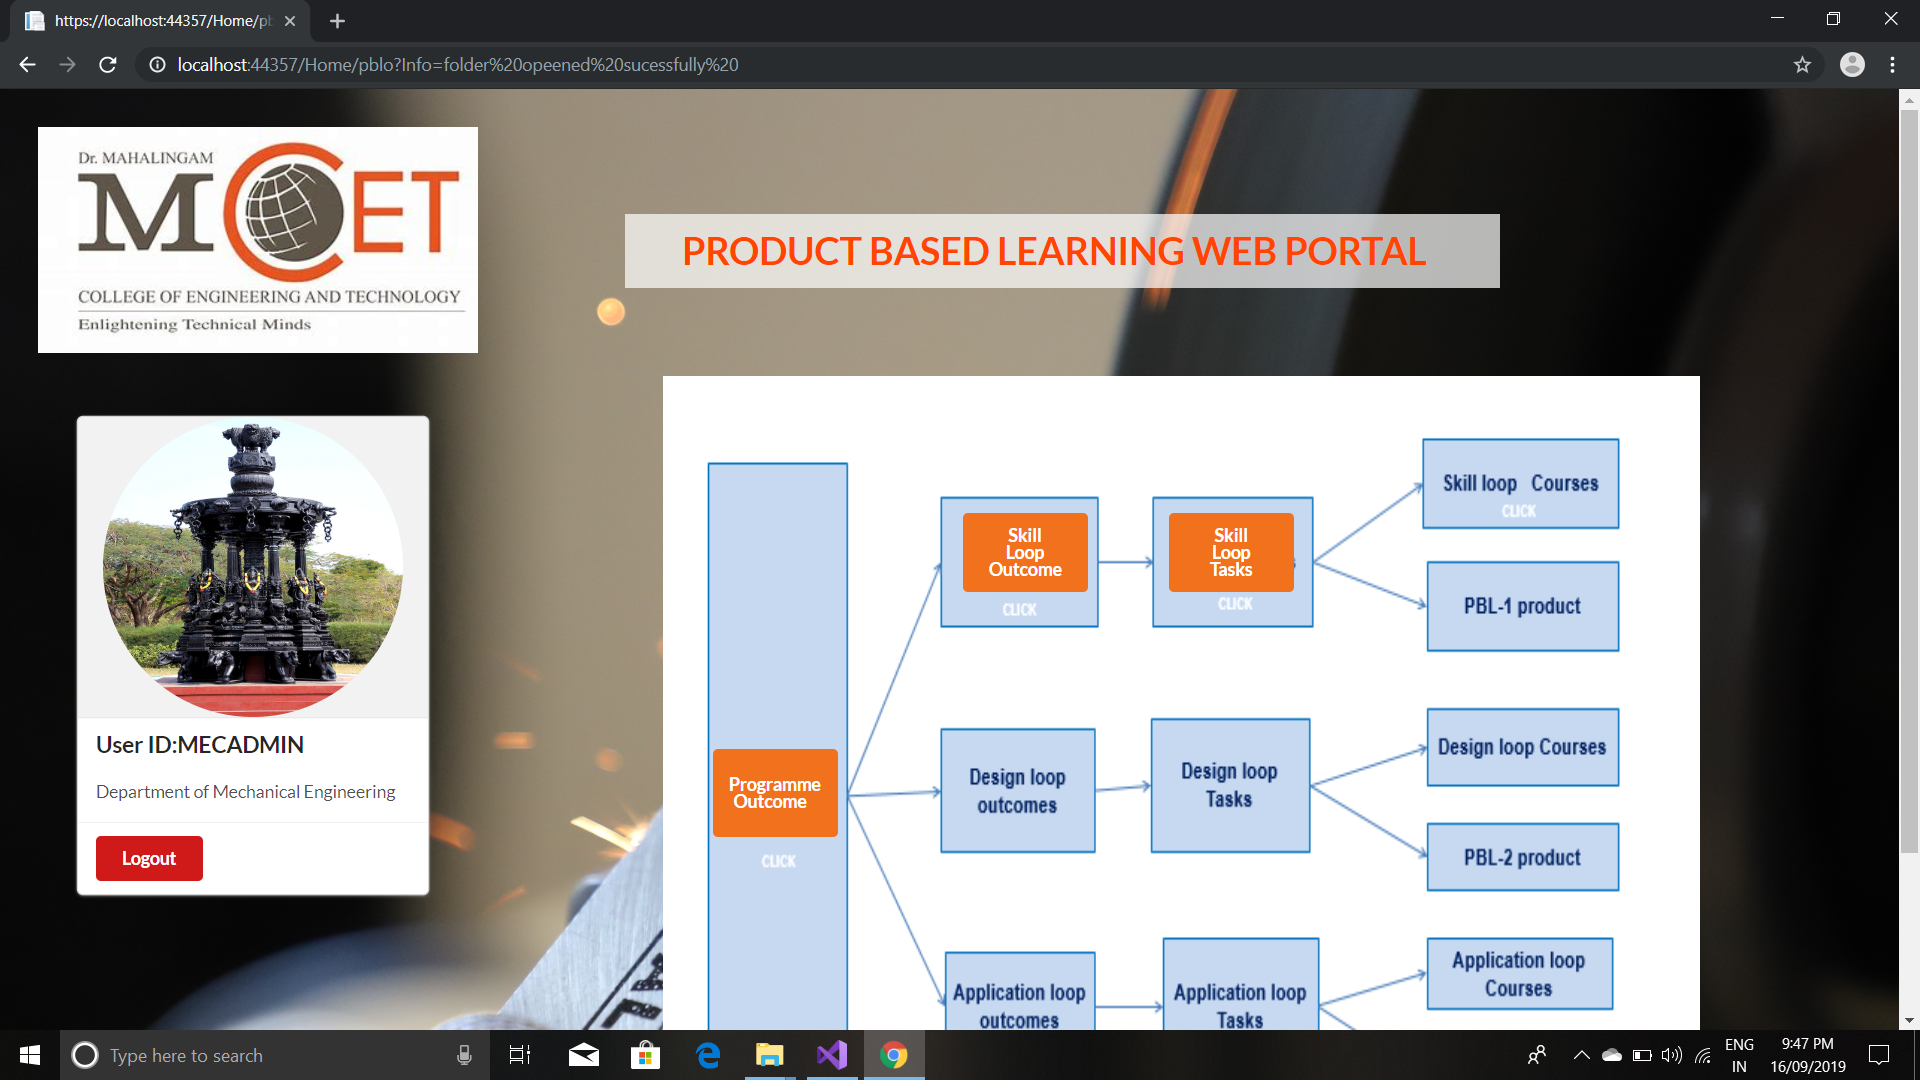 https://localhost:44357/Home/pb
localhost:44357/Home/pblo?Info=folder%20opeened%20sucessfully%20
Dr. MAHALINGAM
MCET
COLLEGE OF ENGINEERING AND TECHNOLOGY
Enlightening Technical Minds
PRODUCT BASED LEARNING WEB PORTAL
User ID:MECADMIN
Department of Mechanical Engineering
Logout
Programme
Outcome
CLICK
Skill
Loop
Outcome
CLICK
Skill
Loop
Tasks
CLICK
Skill loop Courses
CLICK
PBL-1 product
Design loop
outcomes
Design loop
Tasks
Design loop Courses
PBL-2 product
Application loop
outcomes
Application loop
Tasks
Application loop
Courses
Type here to search
ENG
IN
9:47 PM
16/09/2019